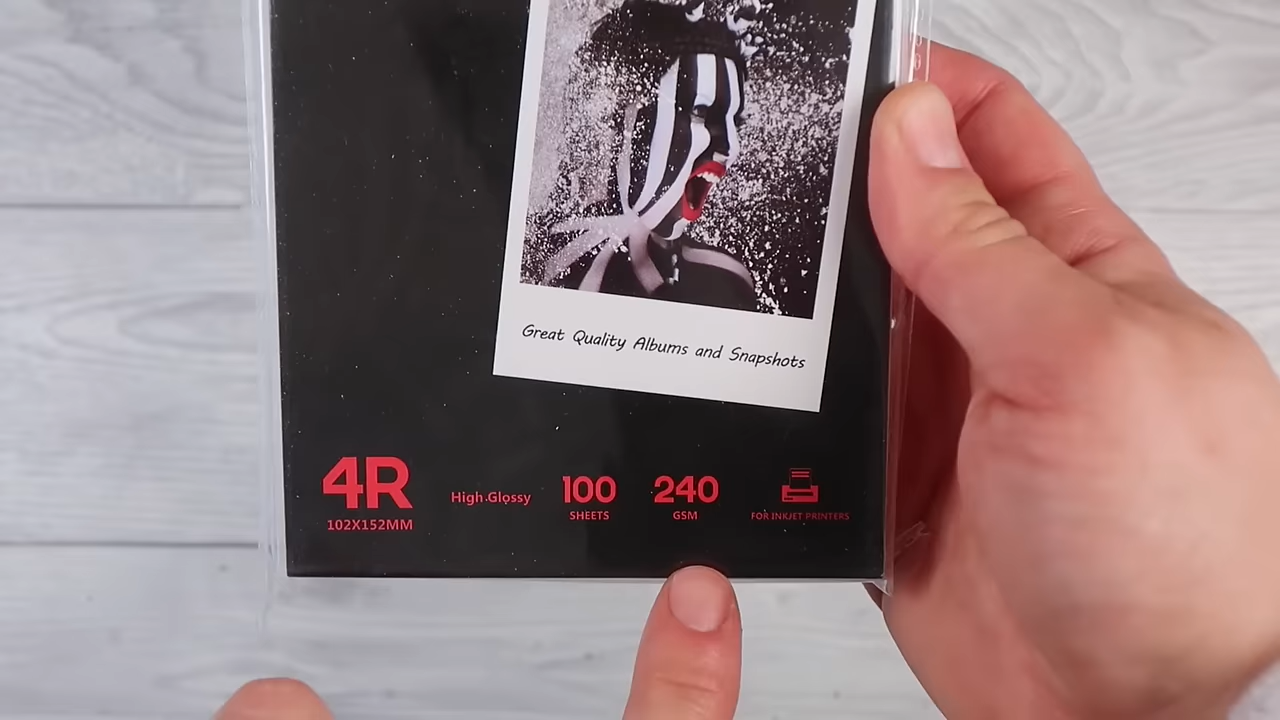 Great Quality Albums and Snapshots
4R
102X152MM
High Glossy
100
SHEETS
240
GSM
FOR INKJET PRINTERS